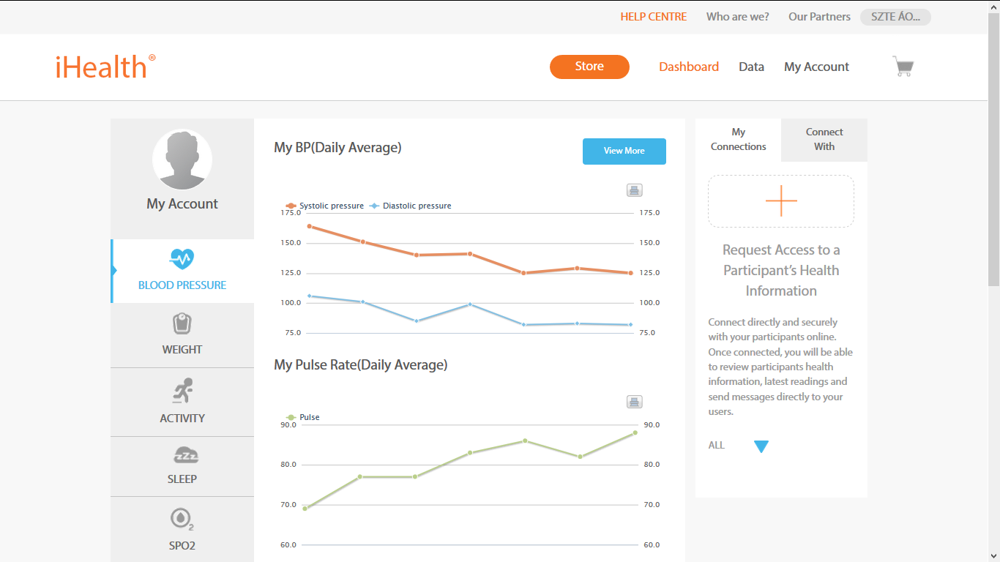 HELP CENTRE Who are we? Our Partners SZTE ÁO...
iHealth®
Store Dashboard Data My Account
My Account
BLOOD PRESSURE
WEIGHT
ACTIVITY
SLEEP
2
SPO2
My BP(Daily Average)
View More
Systolic pressure Diastolic pressure
175.0 175.0
150.0 150.0
125.0 125.0
100.0 100.0
75.0 75.0
My Pulse Rate(Daily Average)
Pulse
90.0 90.0
80.0 80.0
70.0 70.0
60.0 60.0
My
Connections
Connect
With
Request Access to a
Participant's Health
Information
Connect directly and securely
with your participants online.
Once connected, you will be able
to review participants health
information, latest readings and
send messages directly to your
users.
ALL